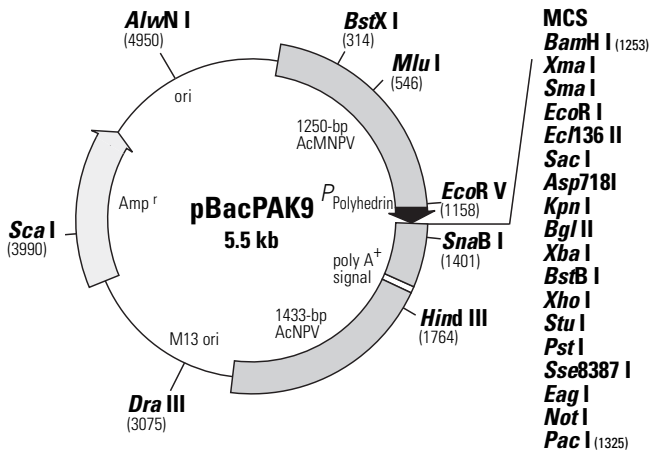 AlwN I
(4950)
BstX I
(314)
Mlu I
(546)
ori
1250-bp
AcMNPV
Amp r
pBacPAK9
5.5 kb
PPolyhedrin
EcoR V
(1158)
SnaB I
(1401)
Sca I
(3990)
poly A+
signal
1433-bp
AcNPV
Hind III
(1764)
M13 ori
Dra III
(3075)
MCS
BamH I (1253)
Xma I
Sma I
EcoR I
Ecl136 II
Sac I
Asp718I
Kpn I
Bgl II
Xba I
BstB I
Xho I
Stu I
Pst I
Sse8387 I
Eag I
Not I
Pac I (1325)